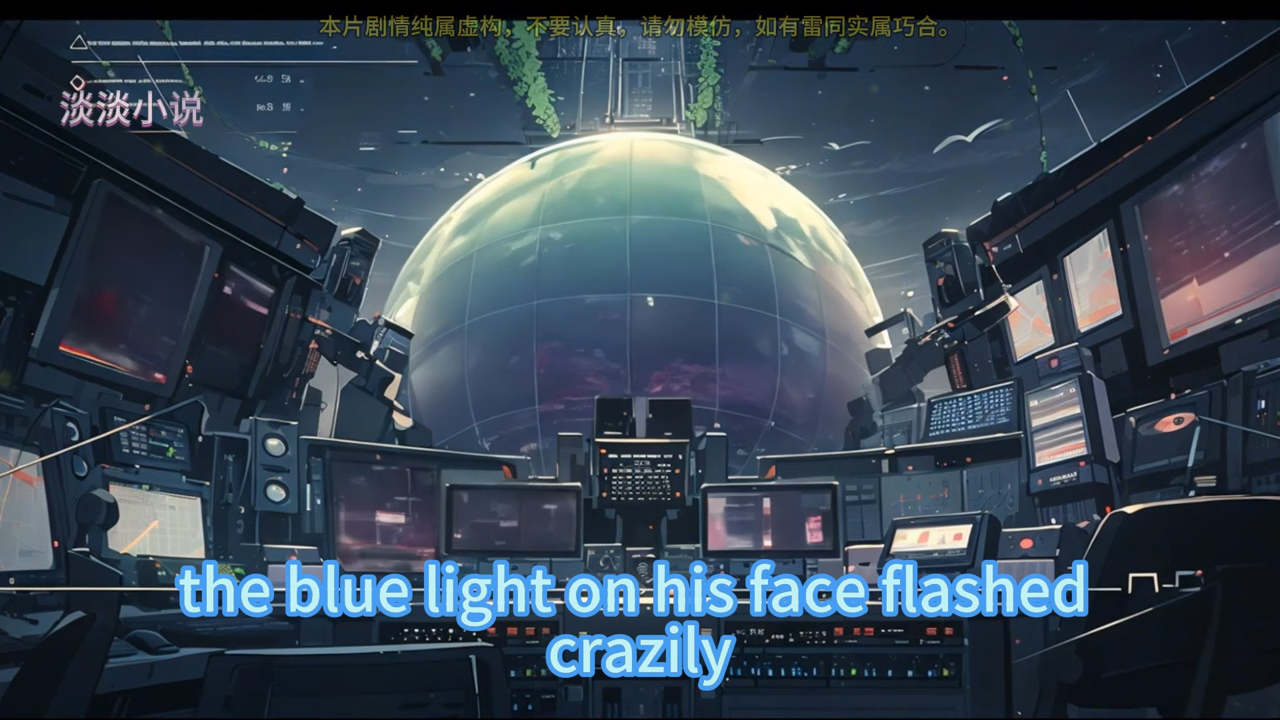 本片剧情纯属虚构，不要认真，请勿模仿，如有雷同实属巧合。
淡淡小说
the blue light on his face flashed
crazily